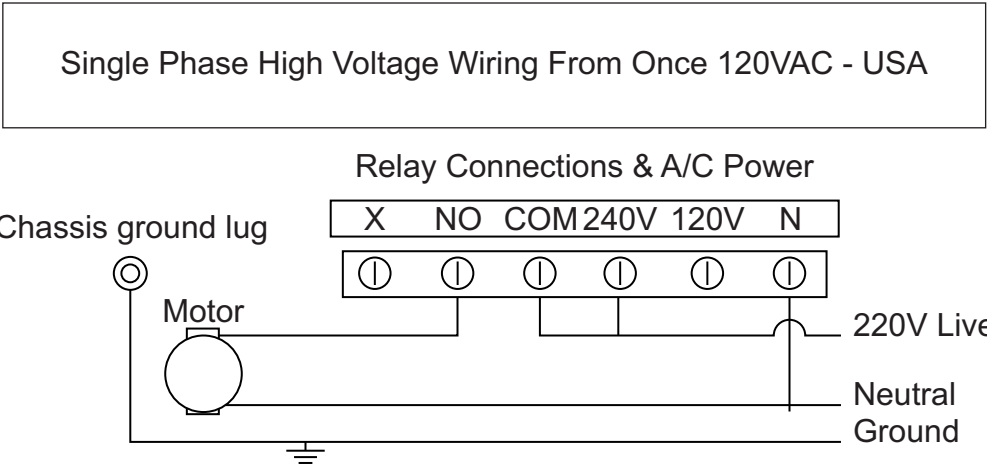 Single Phase High Voltage Wiring From Once 120VAC - USA
Relay Connections & A/C Power
X NO COM 240V 120V N
Chassis ground lug
Motor
220V Live
Neutral
Ground